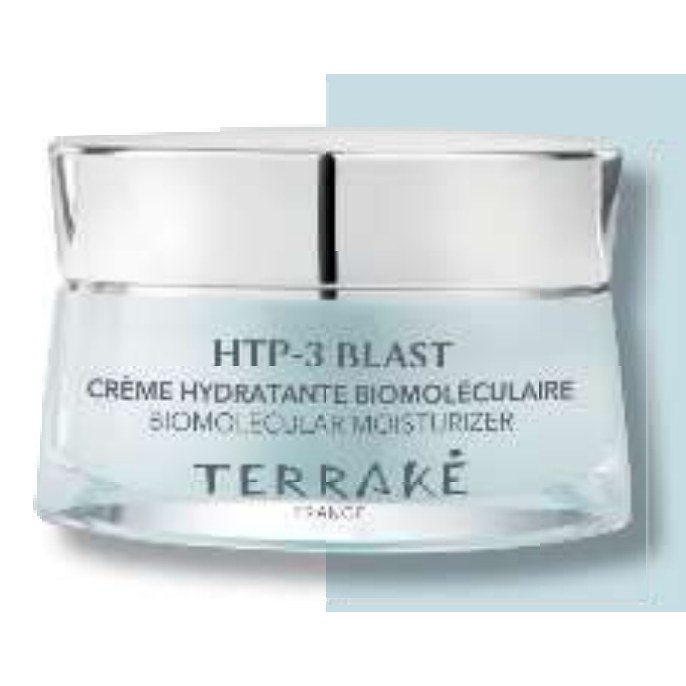 HTP-3 BLAST
CRÈME HYDRATANTE BIOMOLÉCULAIRE
BIOMOLECULAR MOISTURIZER
TERRAKÉ
FRANCE